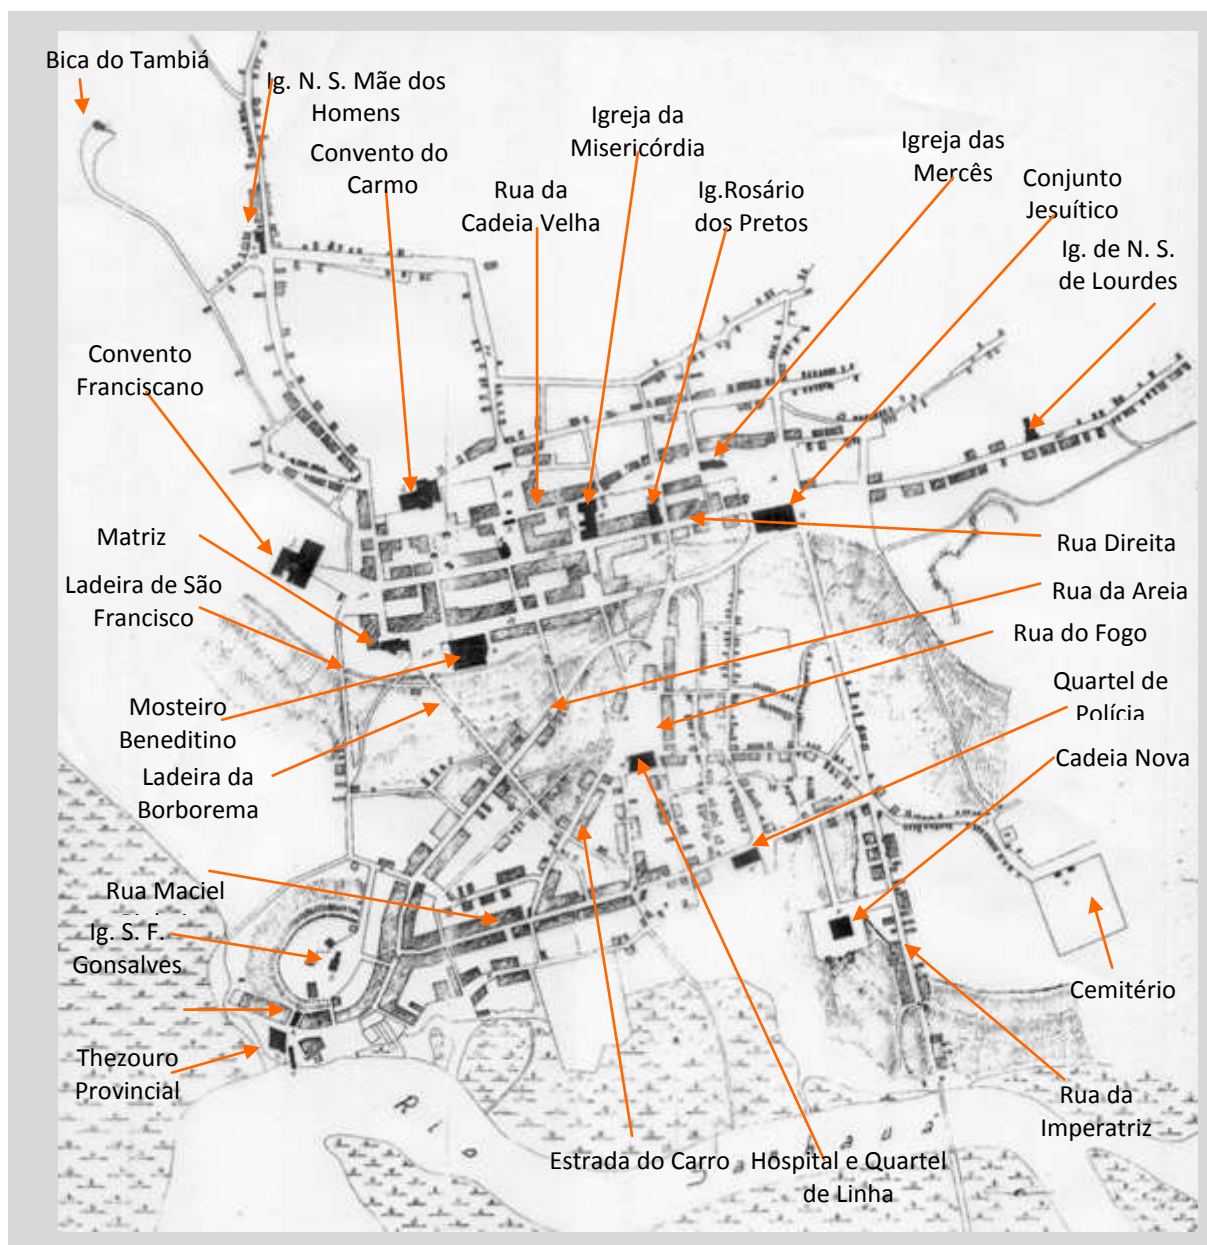 Bica do Tambiá
Ig. N. S. Mãe dos
Homens
Igreja da
Misericórdia
Igreja das
Mercês
Convento do
Carmo
Rua da
Cadeia Velha
Ig.Rosário
dos Pretos
Conjunto
Jesuítico
Ig. de N. S.
de Lourdes
Convento
Franciscano
Matriz
Rua Direita
Ladeira de São
Francisco
Rua da Areia
Rua do Fogo
Mosteiro
Beneditino
Quartel de
Polícia
Ladeira da
Borborema
Cadeia Nova
Rua Maciel
Ig. S. F.
Gonsalves
Cemitério
Thezouro
Provincial
Rua da
Imperatriz
Estrada do Carro
Hospital e Quartel
de Linha
Rio